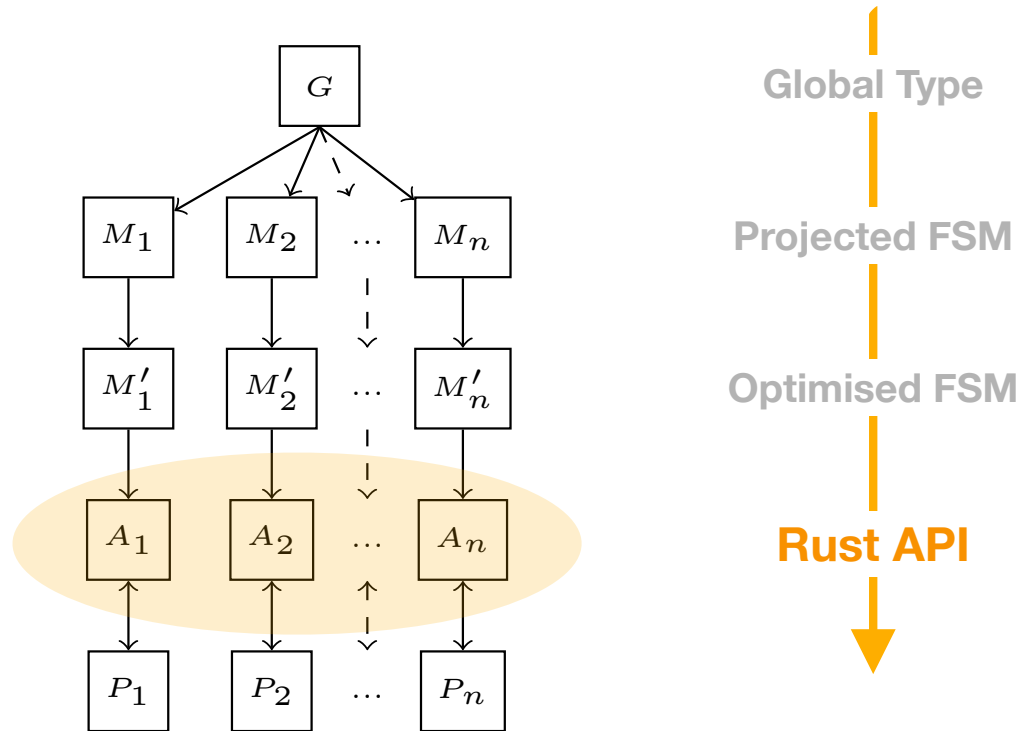 G
Global Type
M₁ M₂ ... Mₙ
Projected FSM
M′₁ M′₂ ... M′ₙ
Optimised FSM
A₁ A₂ ... Aₙ
Rust API
P₁ P₂ ... Pₙ